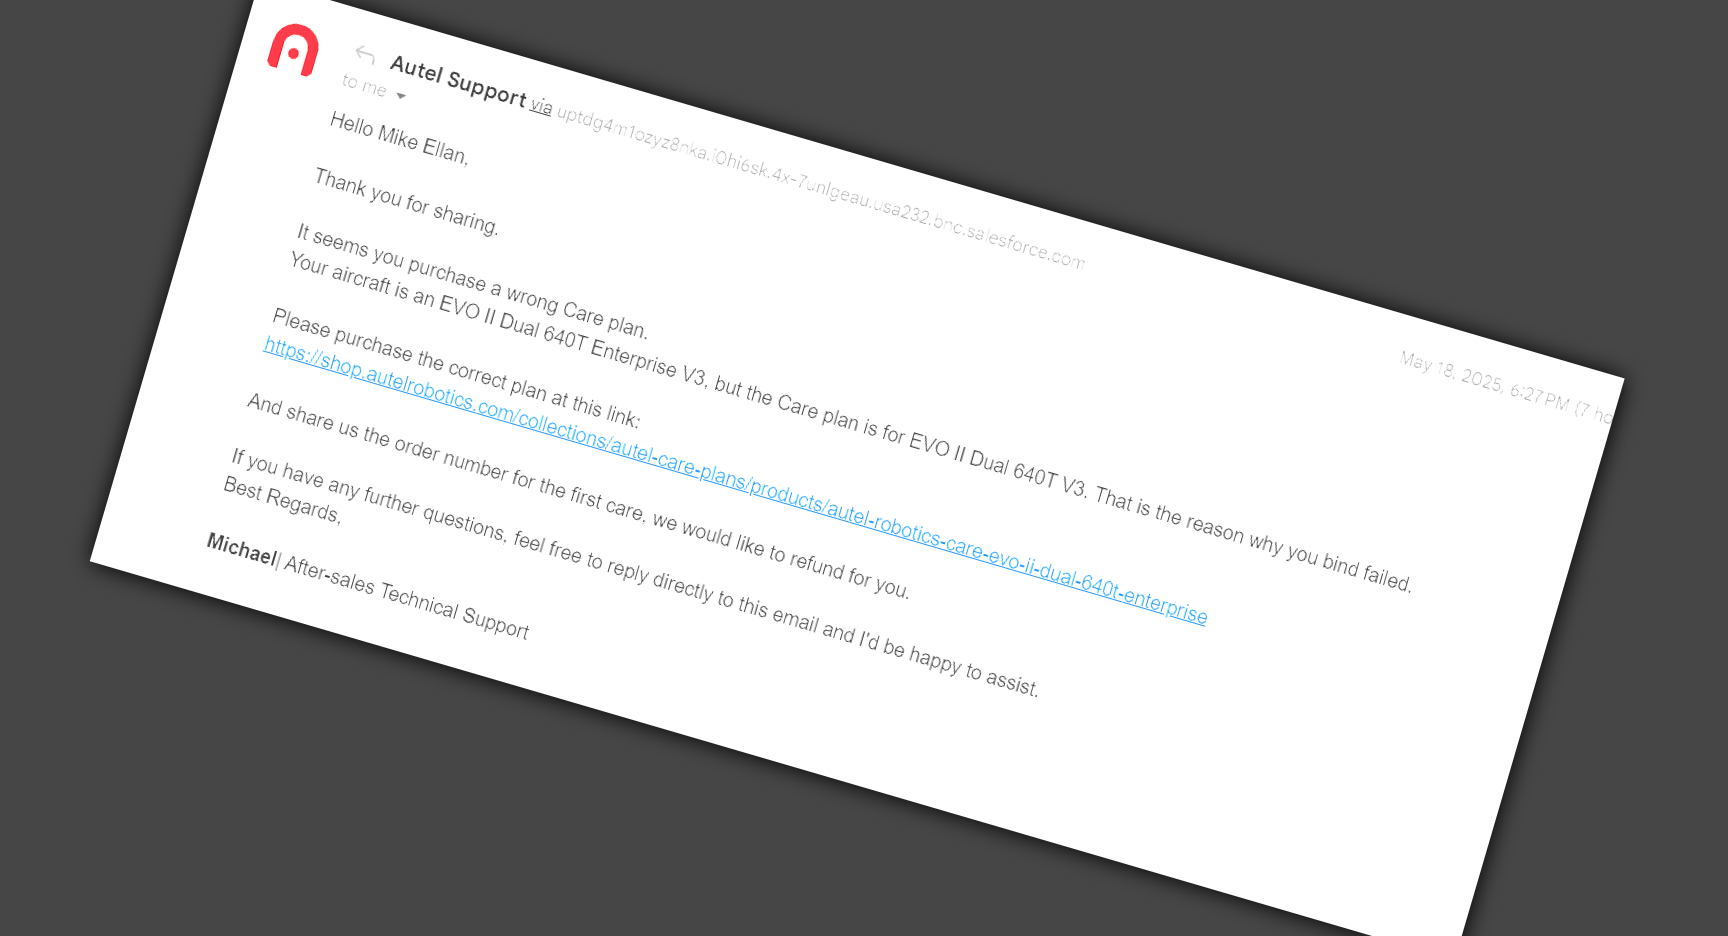 Autel Support via uptdg4m1ozyz8nka.i0hi6sk.4x-7unlgeau.usa232.bnc.salesforce.com
May 18, 2025, 6:27 PM (7 ho
to me
Hello Mike Ellan,
Thank you for sharing.
It seems you purchase a wrong Care plan.
Your aircraft is an EVO II Dual 640T Enterprise V3, but the Care plan is for EVO II Dual 640T V3. That is the reason why you bind failed.
Please purchase the correct plan at this link:
https://shop.autelrobotics.com/collections/autel-care-plans/products/autel-robotics-care-evo-ii-dual-640t-enterprise
And share us the order number for the first care, we would like to refund for you.
If you have any further questions, feel free to reply directly to this email and I'd be happy to assist.
Best Regards,
Michael| After-sales Technical Support